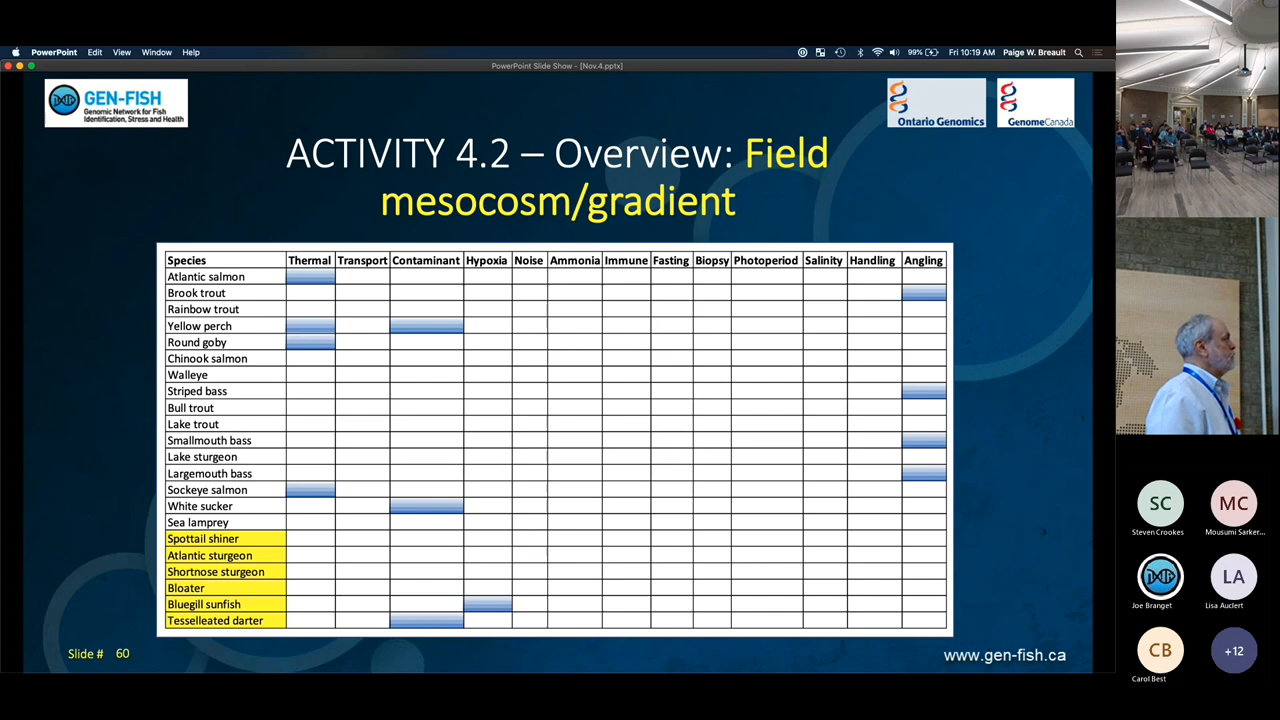 PowerPoint Edit View Window Help 99% Fri 10:19 AM Paige W. Breault
PowerPoint Slide Show - [Nov.4.pptx]
GEN-FISH
Genomic Network for Fish
Identification, Stress and Health
Ontario Genomics
GenomeCanada
ACTIVITY 4.2 – Overview: Field
mesocosm/gradient
Species Thermal Transport Contaminant Hypoxia Noise Ammonia Immune Fasting Biopsy Photoperiod Salinity Handling Angling
Atlantic salmon
Brook trout
Rainbow trout
Yellow perch
Round goby
Chinook salmon
Walleye
Striped bass
Bull trout
Lake trout
Smallmouth bass
Lake sturgeon
Largemouth bass
Sockeye salmon
White sucker
Sea lamprey
Spottail shiner
Atlantic sturgeon
Shortnose sturgeon
Bloater
Bluegill sunfish
Tesselleated darter
Slide # 60
www.gen-fish.ca
SC MC
Steven Crookes Mousumi Sarker...
LA
Joe Branget Lisa Auclert
CB +12
Carol Best